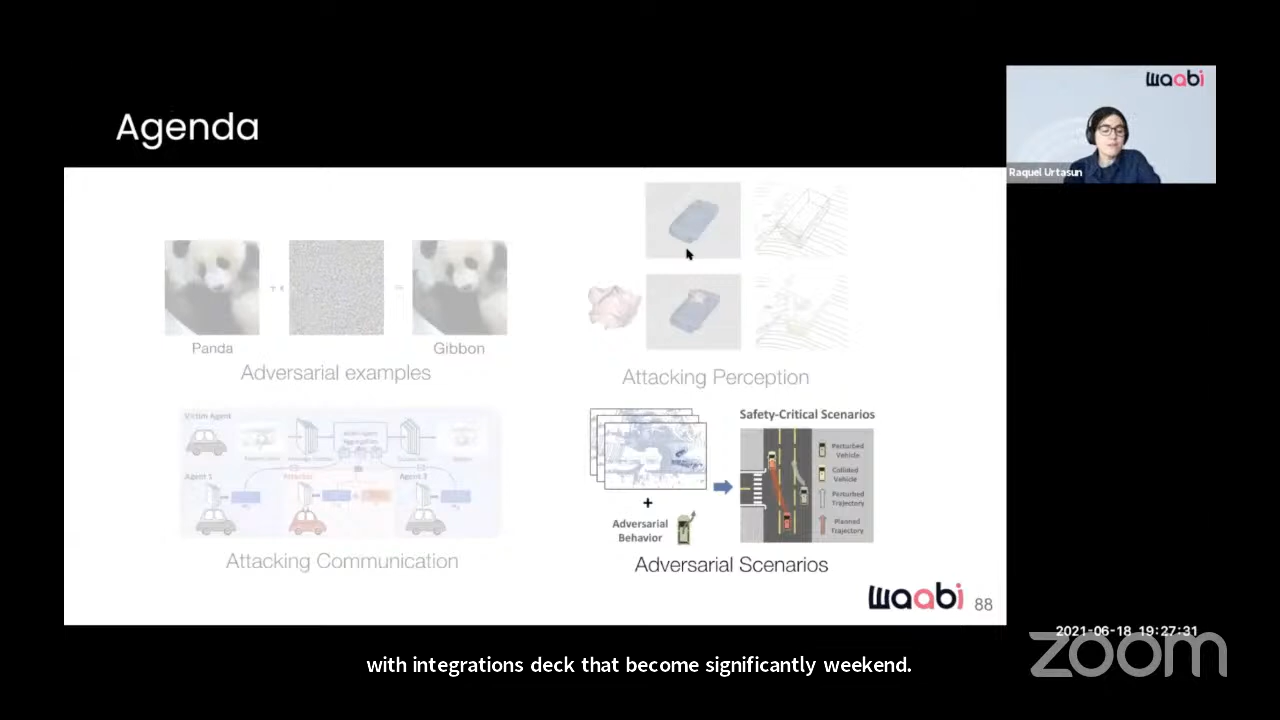 Agenda
waabi
Raquel Urtasun
Panda
Gibbon
Adversarial examples
Attacking Perception
Victim Agent
Agent 1
Attacker
Agent 3
Attacking Communication
Safety-Critical Scenarios
Perturbed
Vehicle
Collided
Vehicle
Perturbed
Trajectory
Planned
Trajectory
+
Adversarial
Behavior
Adversarial Scenarios
waabi
88
2021-06-18 19:27:31
zoom
with integrations deck that become significantly weekend.